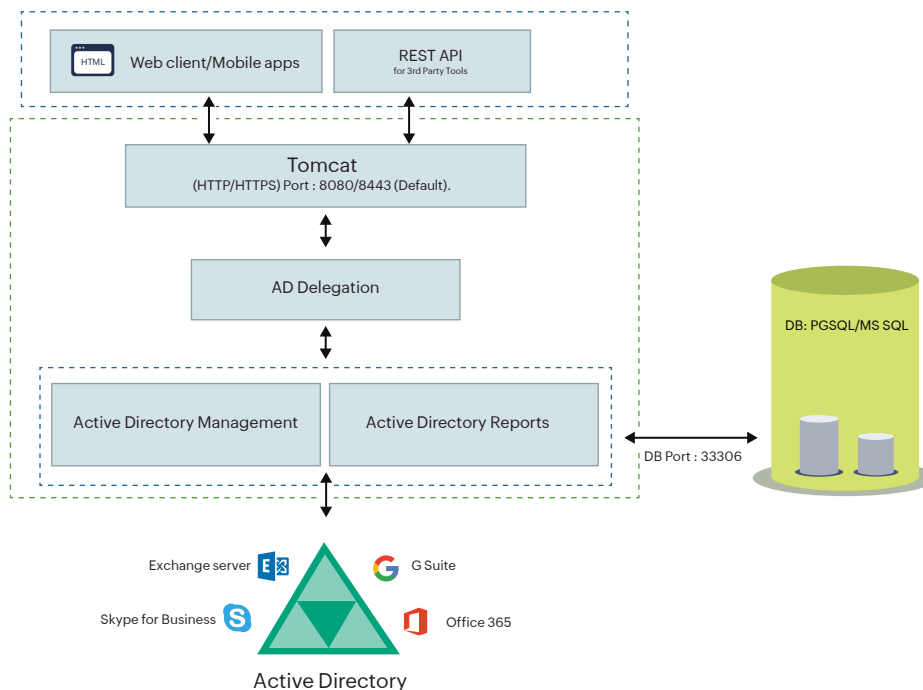 HTML
Web client/Mobile apps
REST API
for 3rd Party Tools
Tomcat
(HTTP/HTTPS) Port : 8080/8443 (Default).
AD Delegation
DB: PGSQL/MS SQL
Active Directory Management
Active Directory Reports
DB Port : 33306
Exchange server
E
G Suite
Skype for Business
S
Office 365
Active Directory